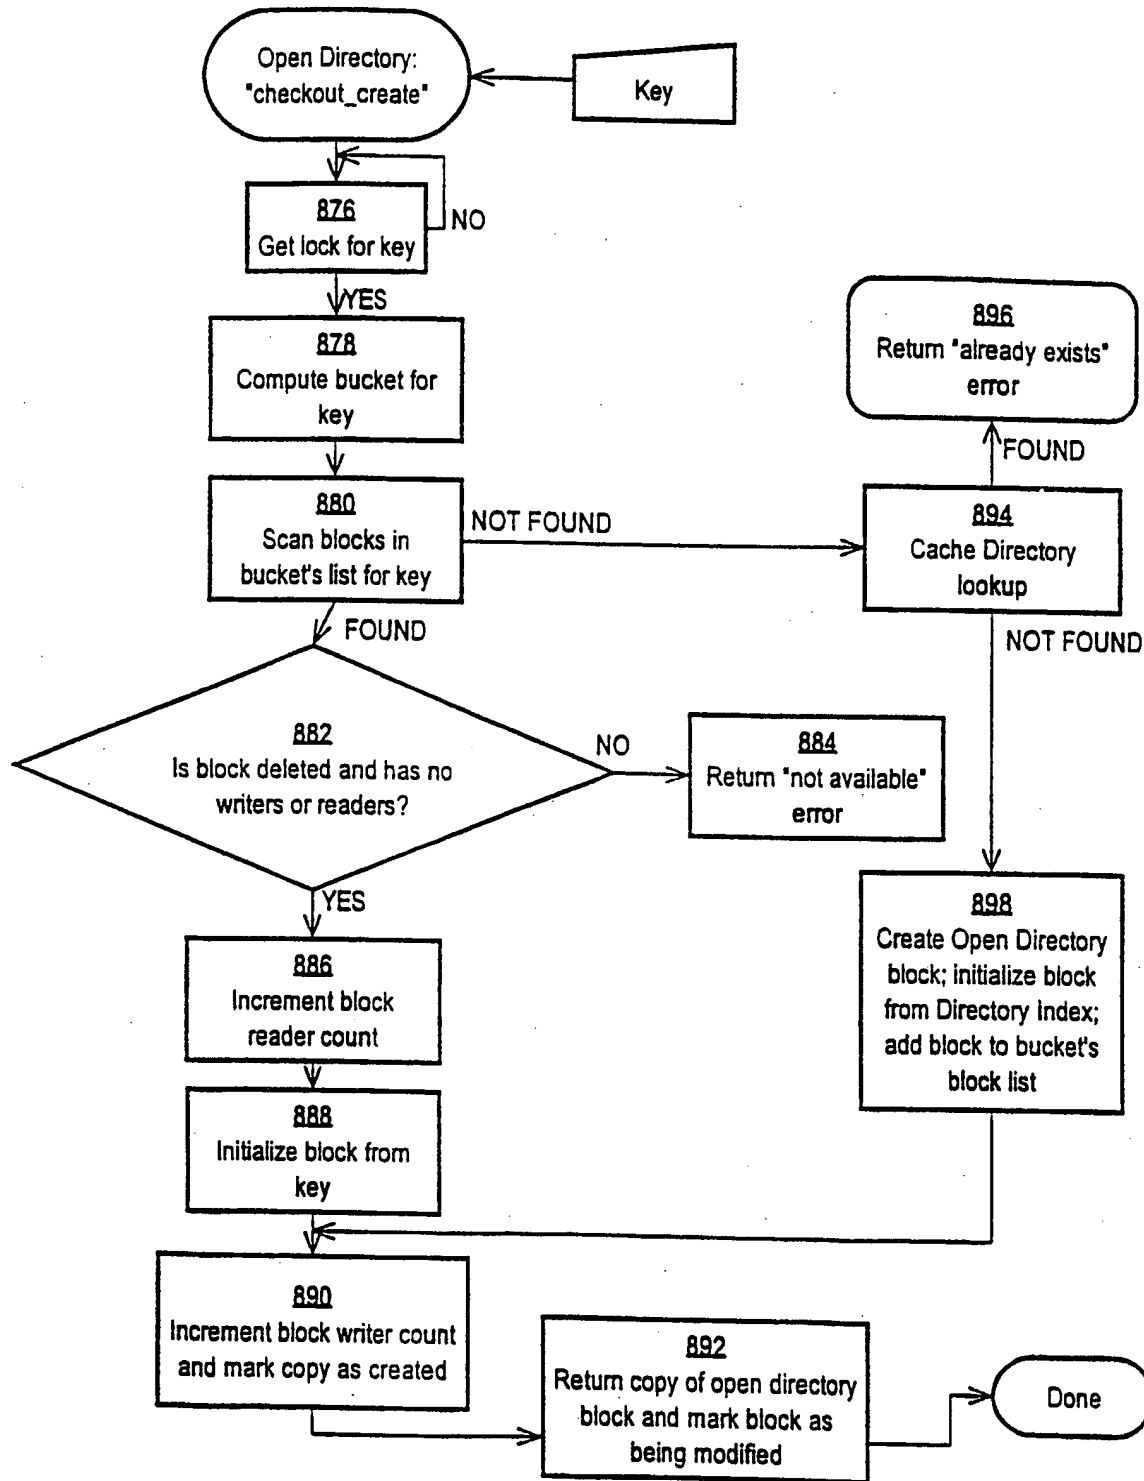 Open Directory:
"checkout_create"
Key
876
Get lock for key
NO
YES
878
Compute bucket for
key
896
Return "already exists"
error
FOUND
880
Scan blocks in
bucket's list for key
NOT FOUND
894
Cache Directory
lookup
FOUND
NOT FOUND
882
Is block deleted and has no
writers or readers?
NO
884
Return "not available"
error
YES
886
Increment block
reader count
898
Create Open Directory
block; initialize block
from Directory Index;
add block to bucket's
block list
888
Initialize block from
key
890
Increment block writer count
and mark copy as created
892
Return copy of open directory
block and mark block as
being modified
Done